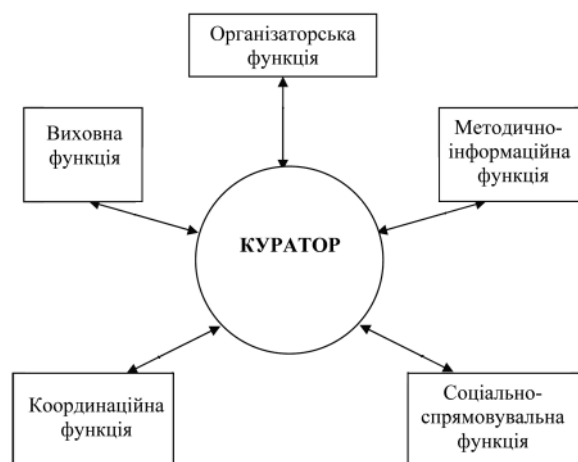 Організаторська
функція
Виховна
функція
Методично-
інформаційна
функція
КУРАТОР
Координаційна
функція
Соціально-
спрямовувальна
функція